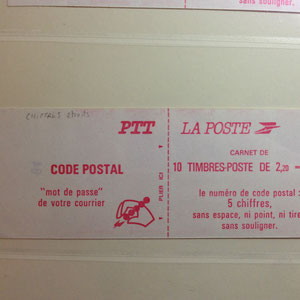 sans souligner.
PTT
CODE POSTAL
"mot de passe"
de votre courrier
PLIER ICI
LA POSTE
CARNET DE
10 TIMBRES-POSTE DE 2,20
le numéro de code postal :
5 chiffres,
sans espace, ni point, ni tire
sans souligner.